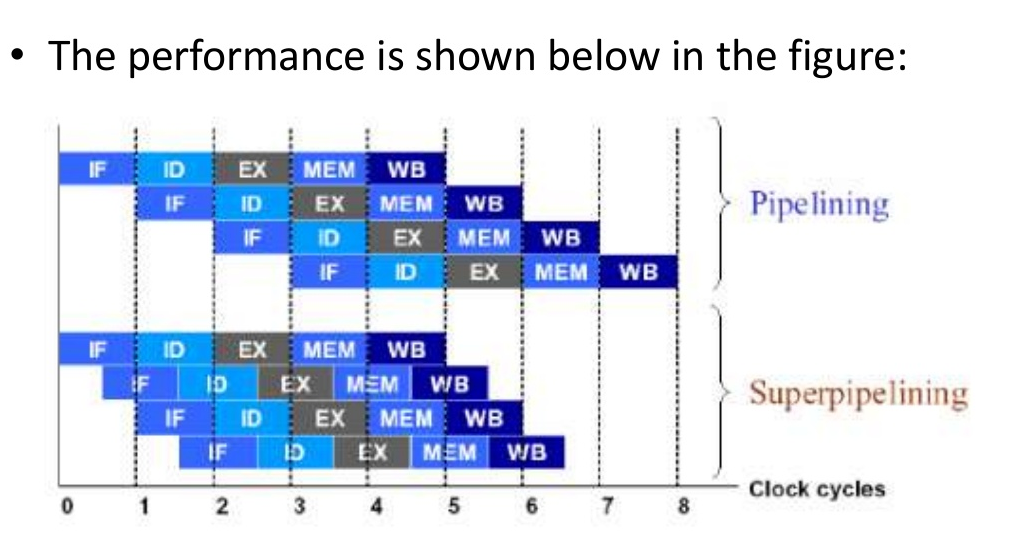 • The performance is shown below in the figure:
IF ID EX MEM WB
IF ID EX MEM WB
IF ID EX MEM WB
IF ID EX MEM WB
Pipelining
IF ID EX MEM WB
IF ID EX MEM WB
IF ID EX MEM WB
IF ID EX MEM WB
Superpipelining
Clock cycles
0 1 2 3 4 5 6 7 8